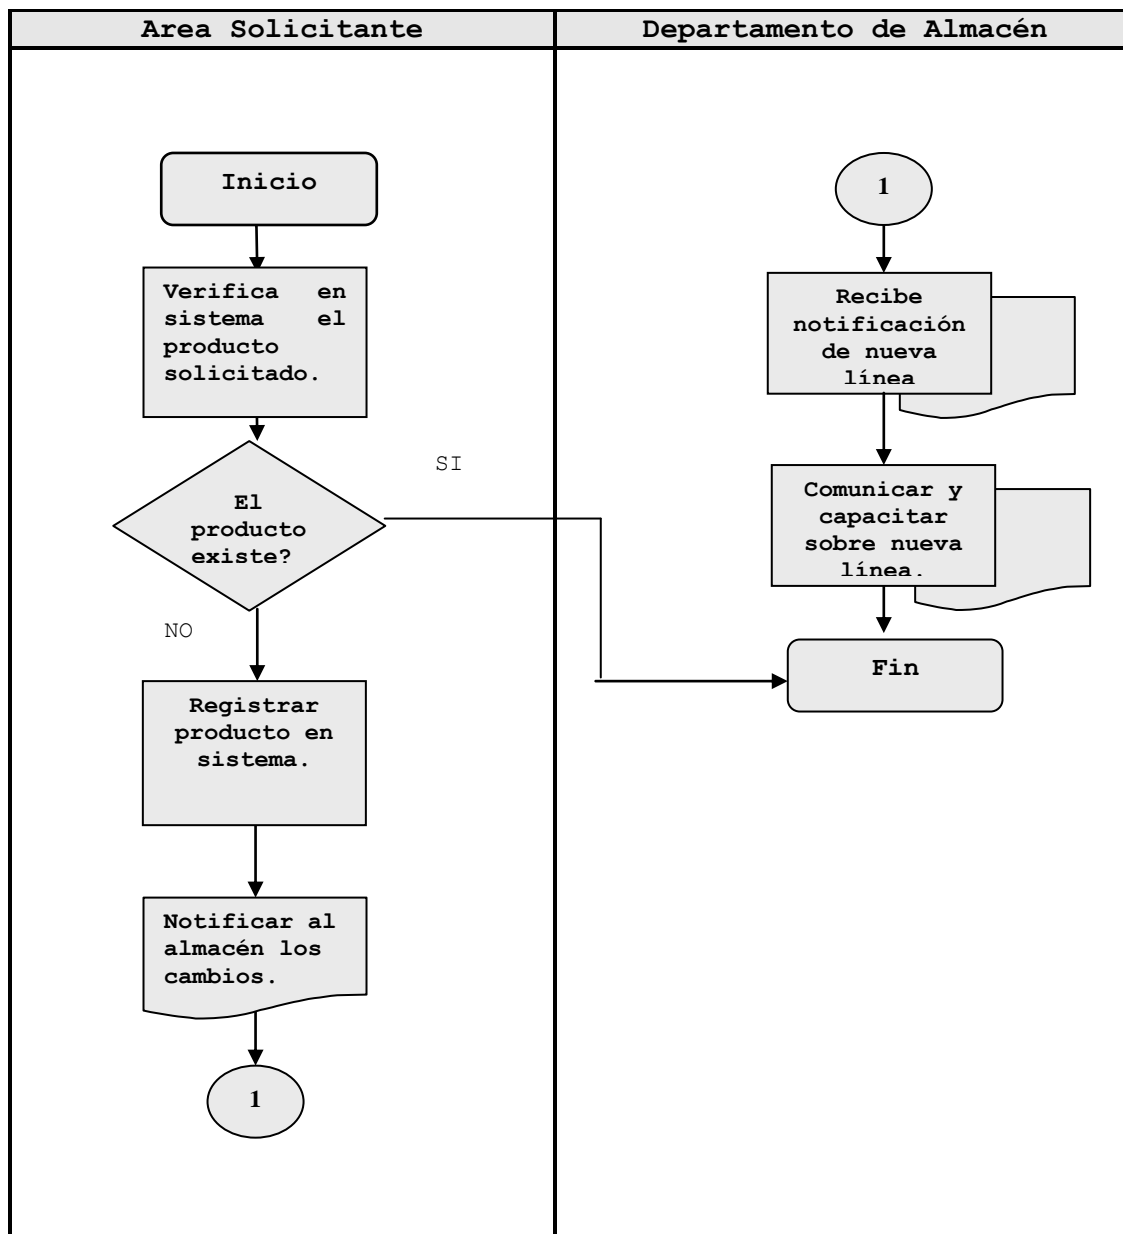 Area Solicitante
Departamento de Almacén
Inicio
Verifica en
sistema el
producto
solicitado.
El
producto
existe?
SI
NO
Registrar
producto en
sistema.
Notificar al
almacén los
cambios.
1
1
Recibe
notificación
de nueva
línea
Comunicar y
capacitar
sobre nueva
línea.
Fin